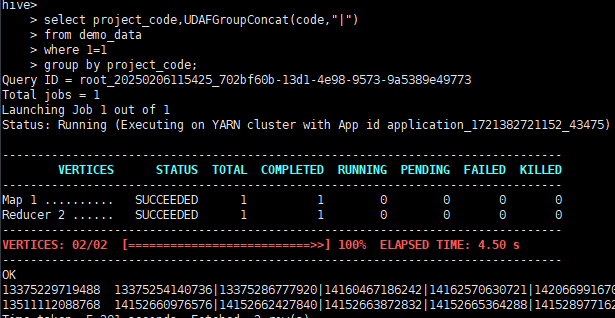 hive>
    > select project_code,UDAFGroupConcat(code,"|")
    > from demo_data
    > where 1=1
    > group by project_code;
Query ID = root_20250206115425_702bf60b-13d1-4e98-9573-9a5389e49773
Total jobs = 1
Launching Job 1 out of 1
Status: Running (Executing on YARN cluster with App id application_1721382721152_43475)
--------------------------------------------------------------------------------
VERTICES STATUS TOTAL COMPLETED RUNNING PENDING FAILED KILLED
--------------------------------------------------------------------------------
Map 1 .......... SUCCEEDED 1 1 0 0 0 0
Reducer 2 ...... SUCCEEDED 1 1 0 0 0 0
--------------------------------------------------------------------------------
VERTICES: 02/02 [==========================>>] 100% ELAPSED TIME: 4.50 s
--------------------------------------------------------------------------------
OK
13375229719488 13375254140736|13375286777920|14160467186242|14162570630721|1420669916
13511112088768 14152660976576|14152662427840|14152663872832|14152665364288|14152897716